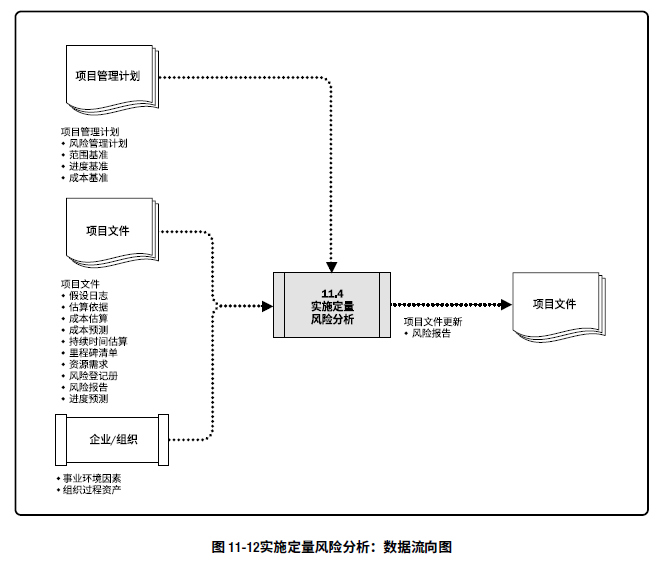 项目管理计划
项目管理计划
• 风险管理计划
• 范围基准
• 进度基准
• 成本基准
项目文件
项目文件
• 假设日志
• 估算依据
• 成本估算
• 成本预测
• 持续时间估算
• 里程碑清单
• 资源需求
• 风险登记册
• 风险报告
• 进度预测
企业/组织
• 事业环境因素
• 组织过程资产
11.4
实施定量
风险分析
项目文件更新
• 风险报告
项目文件
图 11-12实施定量风险分析：数据流向图